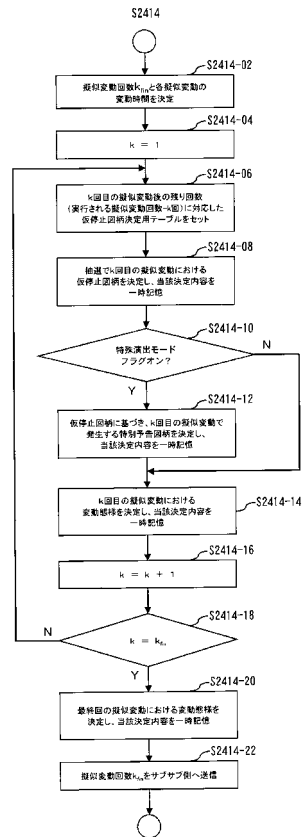 S2414
S2414-02
擬似変動回数kfinと各擬似変動の
変動時間を決定
S2414-04
k = 1
S2414-06
k回目の擬似変動後の残り回数
(実行される擬似変動回数-k回)に対応した
仮停止図柄決定用テーブルをセット
S2414-08
抽選でk回目の擬似変動における
仮停止図柄を決定し、当該決定内容を
一時記憶
S2414-10
特殊演出モード
フラグオン?
N
Y
S2414-12
仮停止図柄に基づき、k回目の擬似変動で
発生する特別予告図柄を決定し、
当該決定内容を一時記憶
S2414-14
k回目の擬似変動における
変動態様を決定し、当該決定内容を
一時記憶
S2414-16
k = k + 1
S2414-18
N
k = kfin
Y
S2414-20
最終回の擬似変動における変動態様を
決定し、当該決定内容を一時記憶
S2414-22
擬似変動回数kfinをサブサブ側へ送信